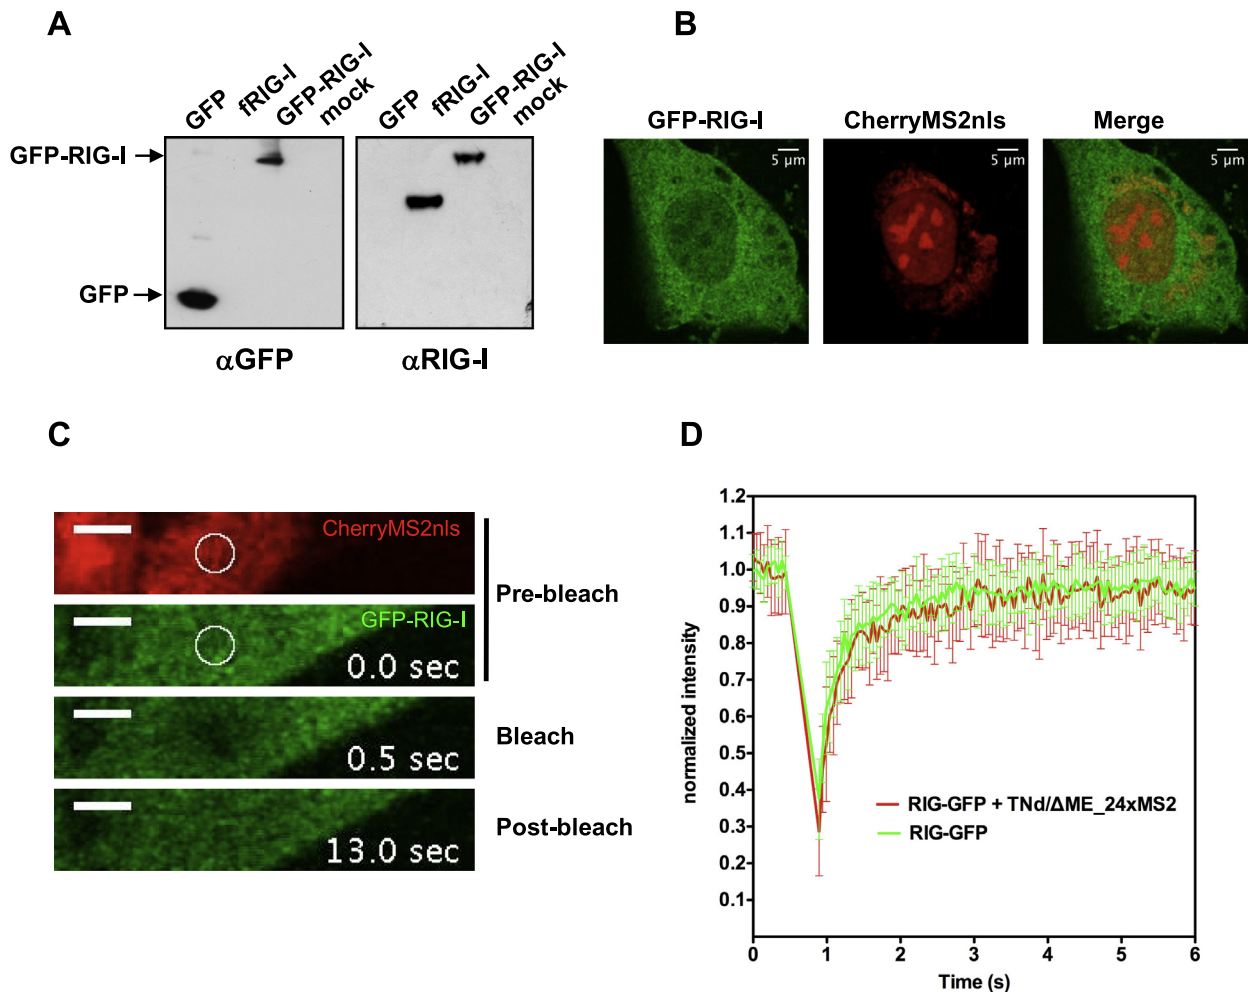 A
GFP
fRIG-I
GFP-RIG-I
mock
GFP
fRIG-I
GFP-RIG-I
mock
GFP-RIG-I
GFP
αGFP
αRIG-I
B
GFP-RIG-I
CherryMS2nls
Merge
5 µm
5 µm
5 µm
C
CherryMS2nls
GFP-RIG-I
0.0 sec
Pre-bleach
0.5 sec
Bleach
13.0 sec
Post-bleach
D
1.2
1.1
1.0
0.9
0.8
0.7
0.6
0.5
0.4
0.3
0.2
0.1
normalized intensity
RIG-GFP + TNd/ΔME_24xMS2
RIG-GFP
0 1 2 3 4 5 6
Time (s)